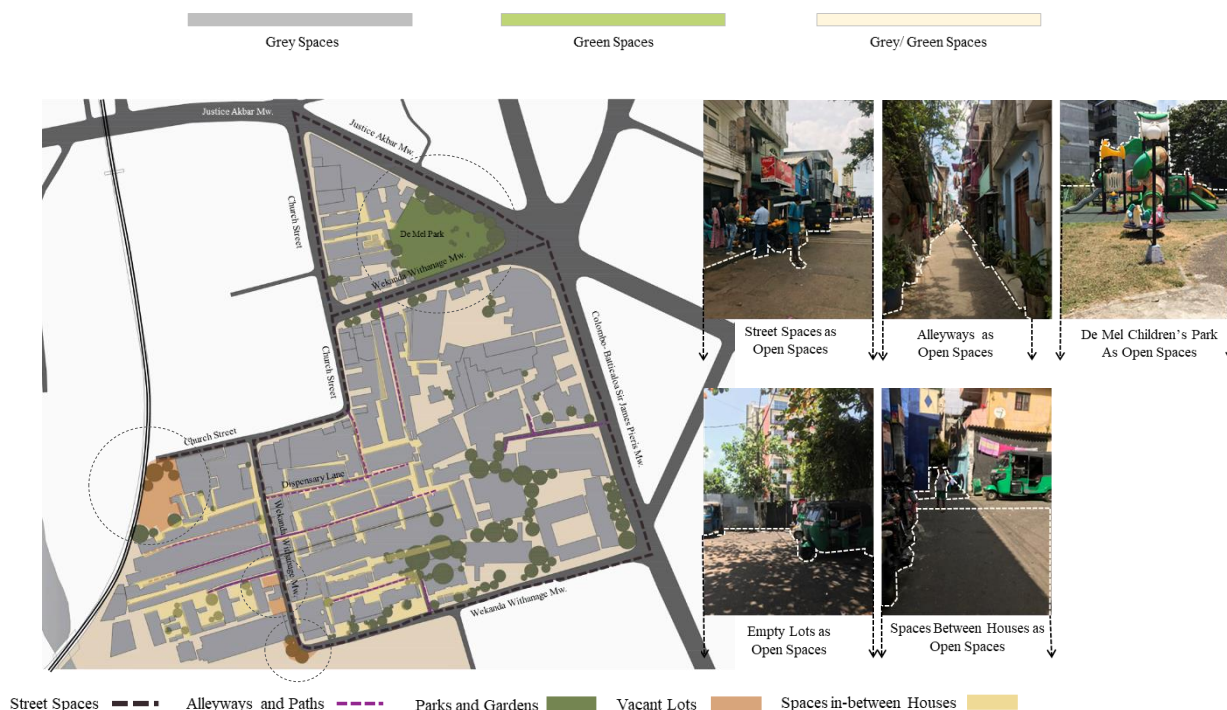 Grey Spaces
Green Spaces
Grey/ Green Spaces
Justice Akbar Mw.
Justice Akbar Mw.
Church Street
De Mel Park
Wekanda Withanage Mw.
Church Street
Colombo- Batticaloa Sir James Pieris Mw.
Church Street
Dispensary Lane
Wekanda Withanage Mw.
Wekanda Withanage Mw.
Street Spaces as
Open Spaces
Alleyways as
Open Spaces
De Mel Children's Park
As Open Spaces
Empty Lots as
Open Spaces
Spaces Between Houses as
Open Spaces
Street Spaces
Alleyways and Paths
Parks and Gardens
Vacant Lots
Spaces in-between Houses